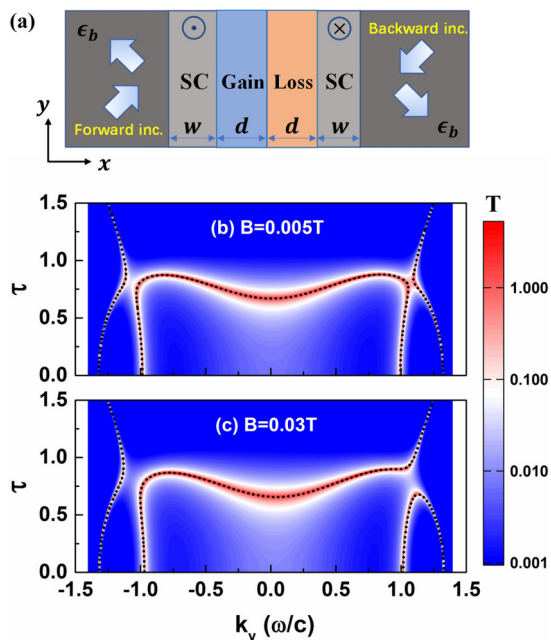 (a)
ϵb
SC Gain Loss SC
w d d w
Forward inc.
Backward inc.
ϵb
y
x
T
(b) B=0.005T
τ
1.5
1.0
0.5
0.0
(c) B=0.03T
τ
1.5
1.0
0.5
0.0
-1.5 -1.0 -0.5 0.0 0.5 1.0 1.5
ky (ω/c)
1.000
0.100
0.010
0.001